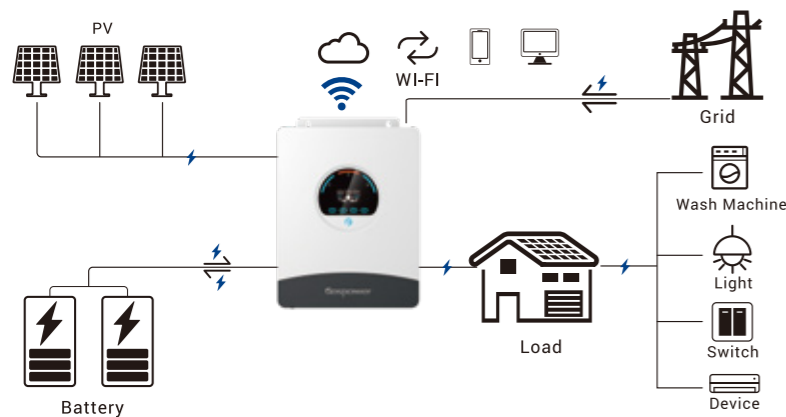 PV
WI-FI
Grid
Wash Machine
Light
Load
Switch
Device
Battery